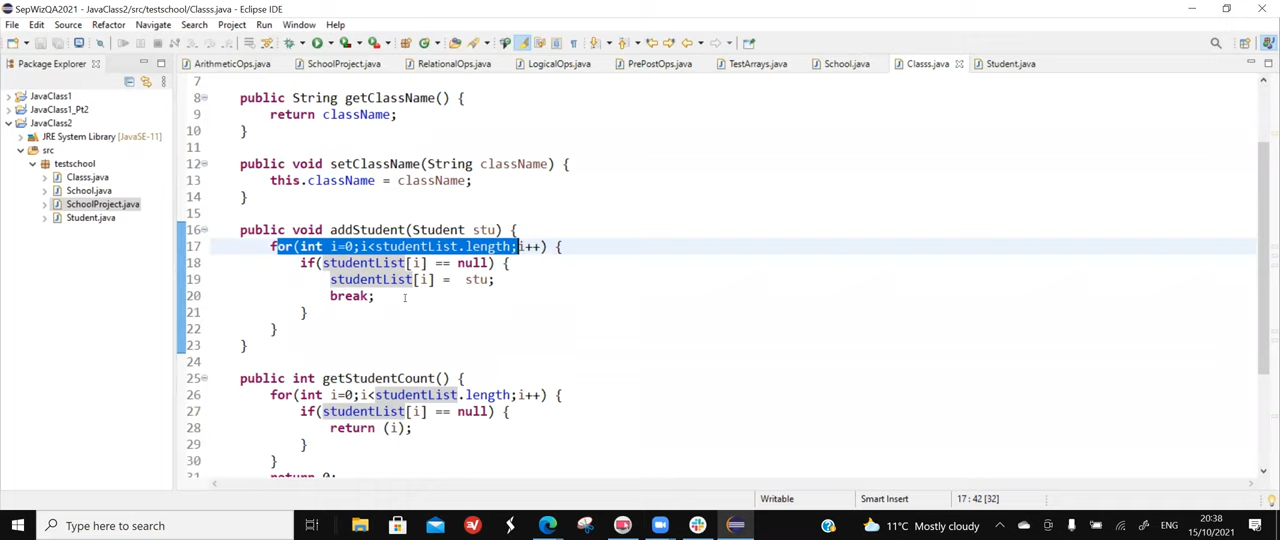 JavaClass2/src/testschool/Classs.java - Eclipse IDE
File Edit Source Refactor Navigate Search Project Run Window Help
Package Explorer
ArithmeticOps.java SchoolProject.java RelationalOps.java LogicalOps.java PrePostOps.java TestArrays.java School.java Classs.java Student.java
JavaClass1
JavaClass1_Pt2
JavaClass2
JRE System Library [JavaSE-11]
src
testschool
Classs.java
School.java
SchoolProject.java
Student.java
7
8 public String getClassName() {
9 return className;
10 }
11
12 public void setClassName(String className) {
13 this.className = className;
14 }
15
16 public void addStudent(Student stu) {
17 for(int i=0;i<studentList.length;i++) {
18 if(studentList[i] == null) {
19 studentList[i] = stu;
20 break;
21 }
22 }
23 }
24
25 public int getStudentCount() {
26 for(int i=0;i<studentList.length;i++) {
27 if(studentList[i] == null) {
28 return (i);
29 }
30 }
31 return 0;
Writable Smart Insert 17 : 42 [32]
Type here to search
11°C Mostly cloudy ENG 20:38
15/10/2021